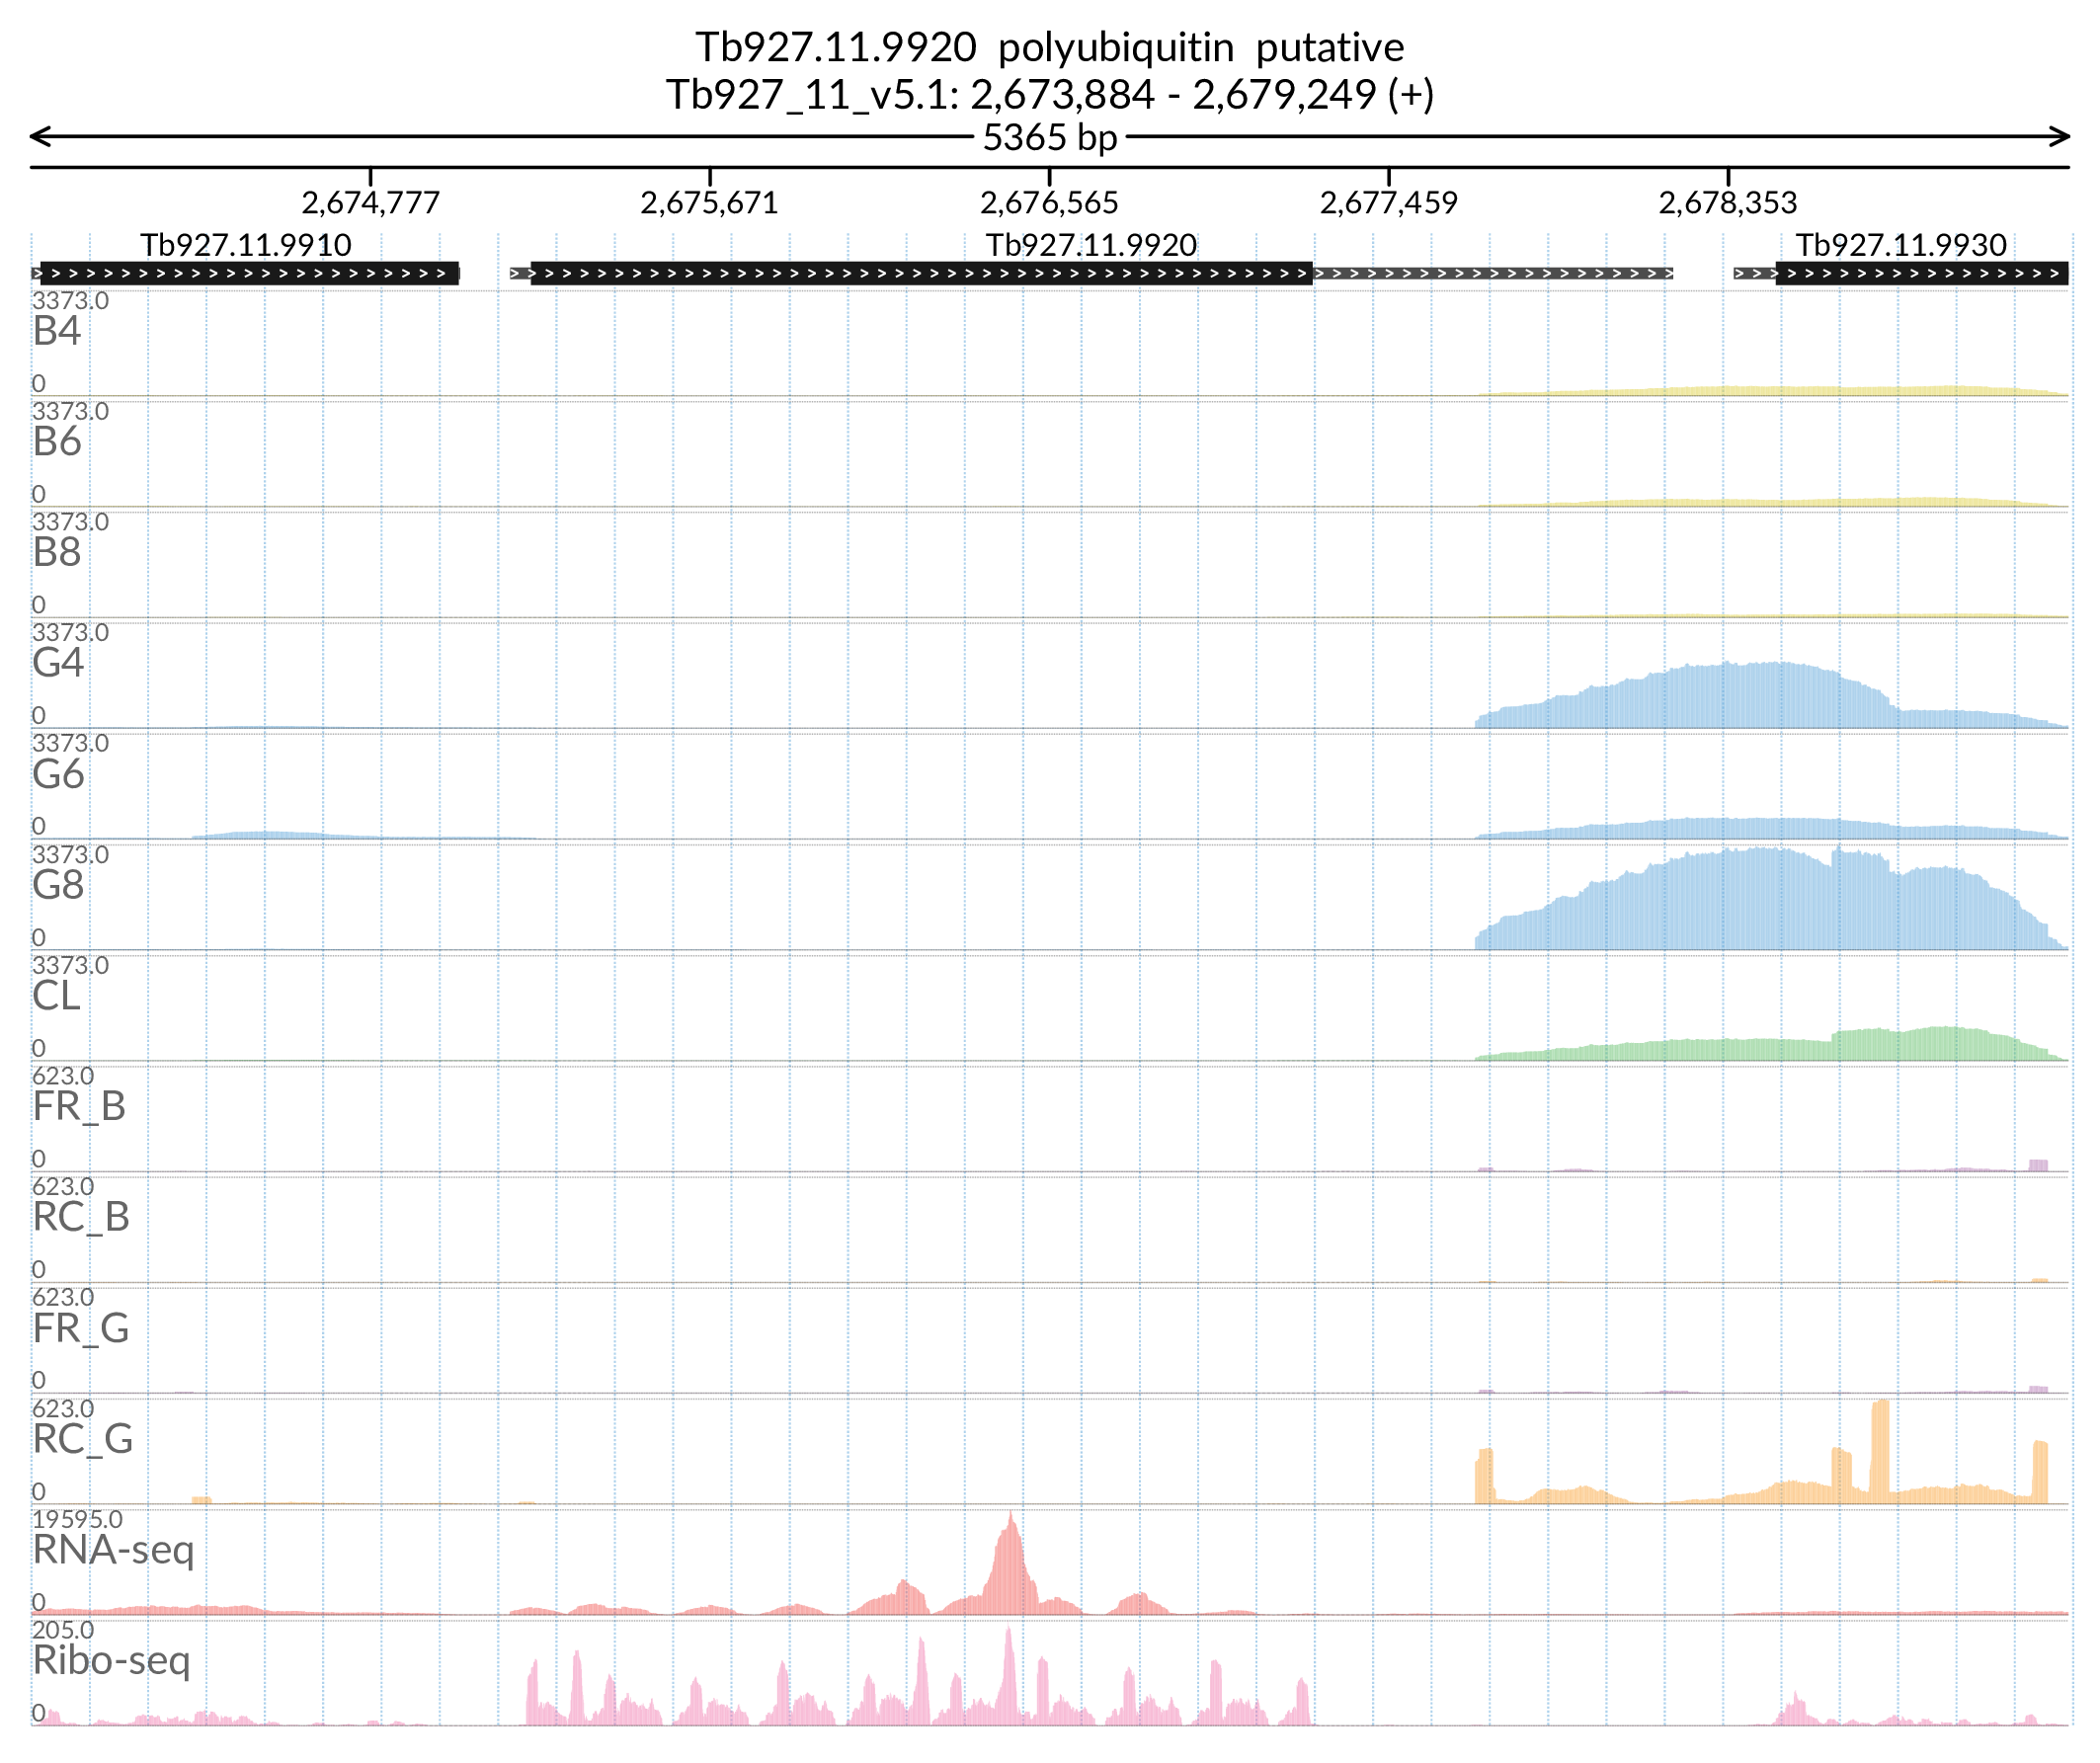 Tb927.11.9920 polyubiquitin putative
Tb927_11_v5.1: 2,673,884 - 2,679,249 (+)
5365 bp
2,674,777 2,675,671 2,676,565 2,677,459 2,678,353
Tb927.11.9910 Tb927.11.9920 Tb927.11.9930
3373.0
B4
0
3373.0
B6
0
3373.0
B8
0
3373.0
G4
0
3373.0
G6
0
3373.0
G8
0
3373.0
CL
0
623.0
FR_B
0
623.0
RC_B
0
623.0
FR_G
0
623.0
RC_G
0
19595.0
RNA-seq
0
205.0
Ribo-seq
0